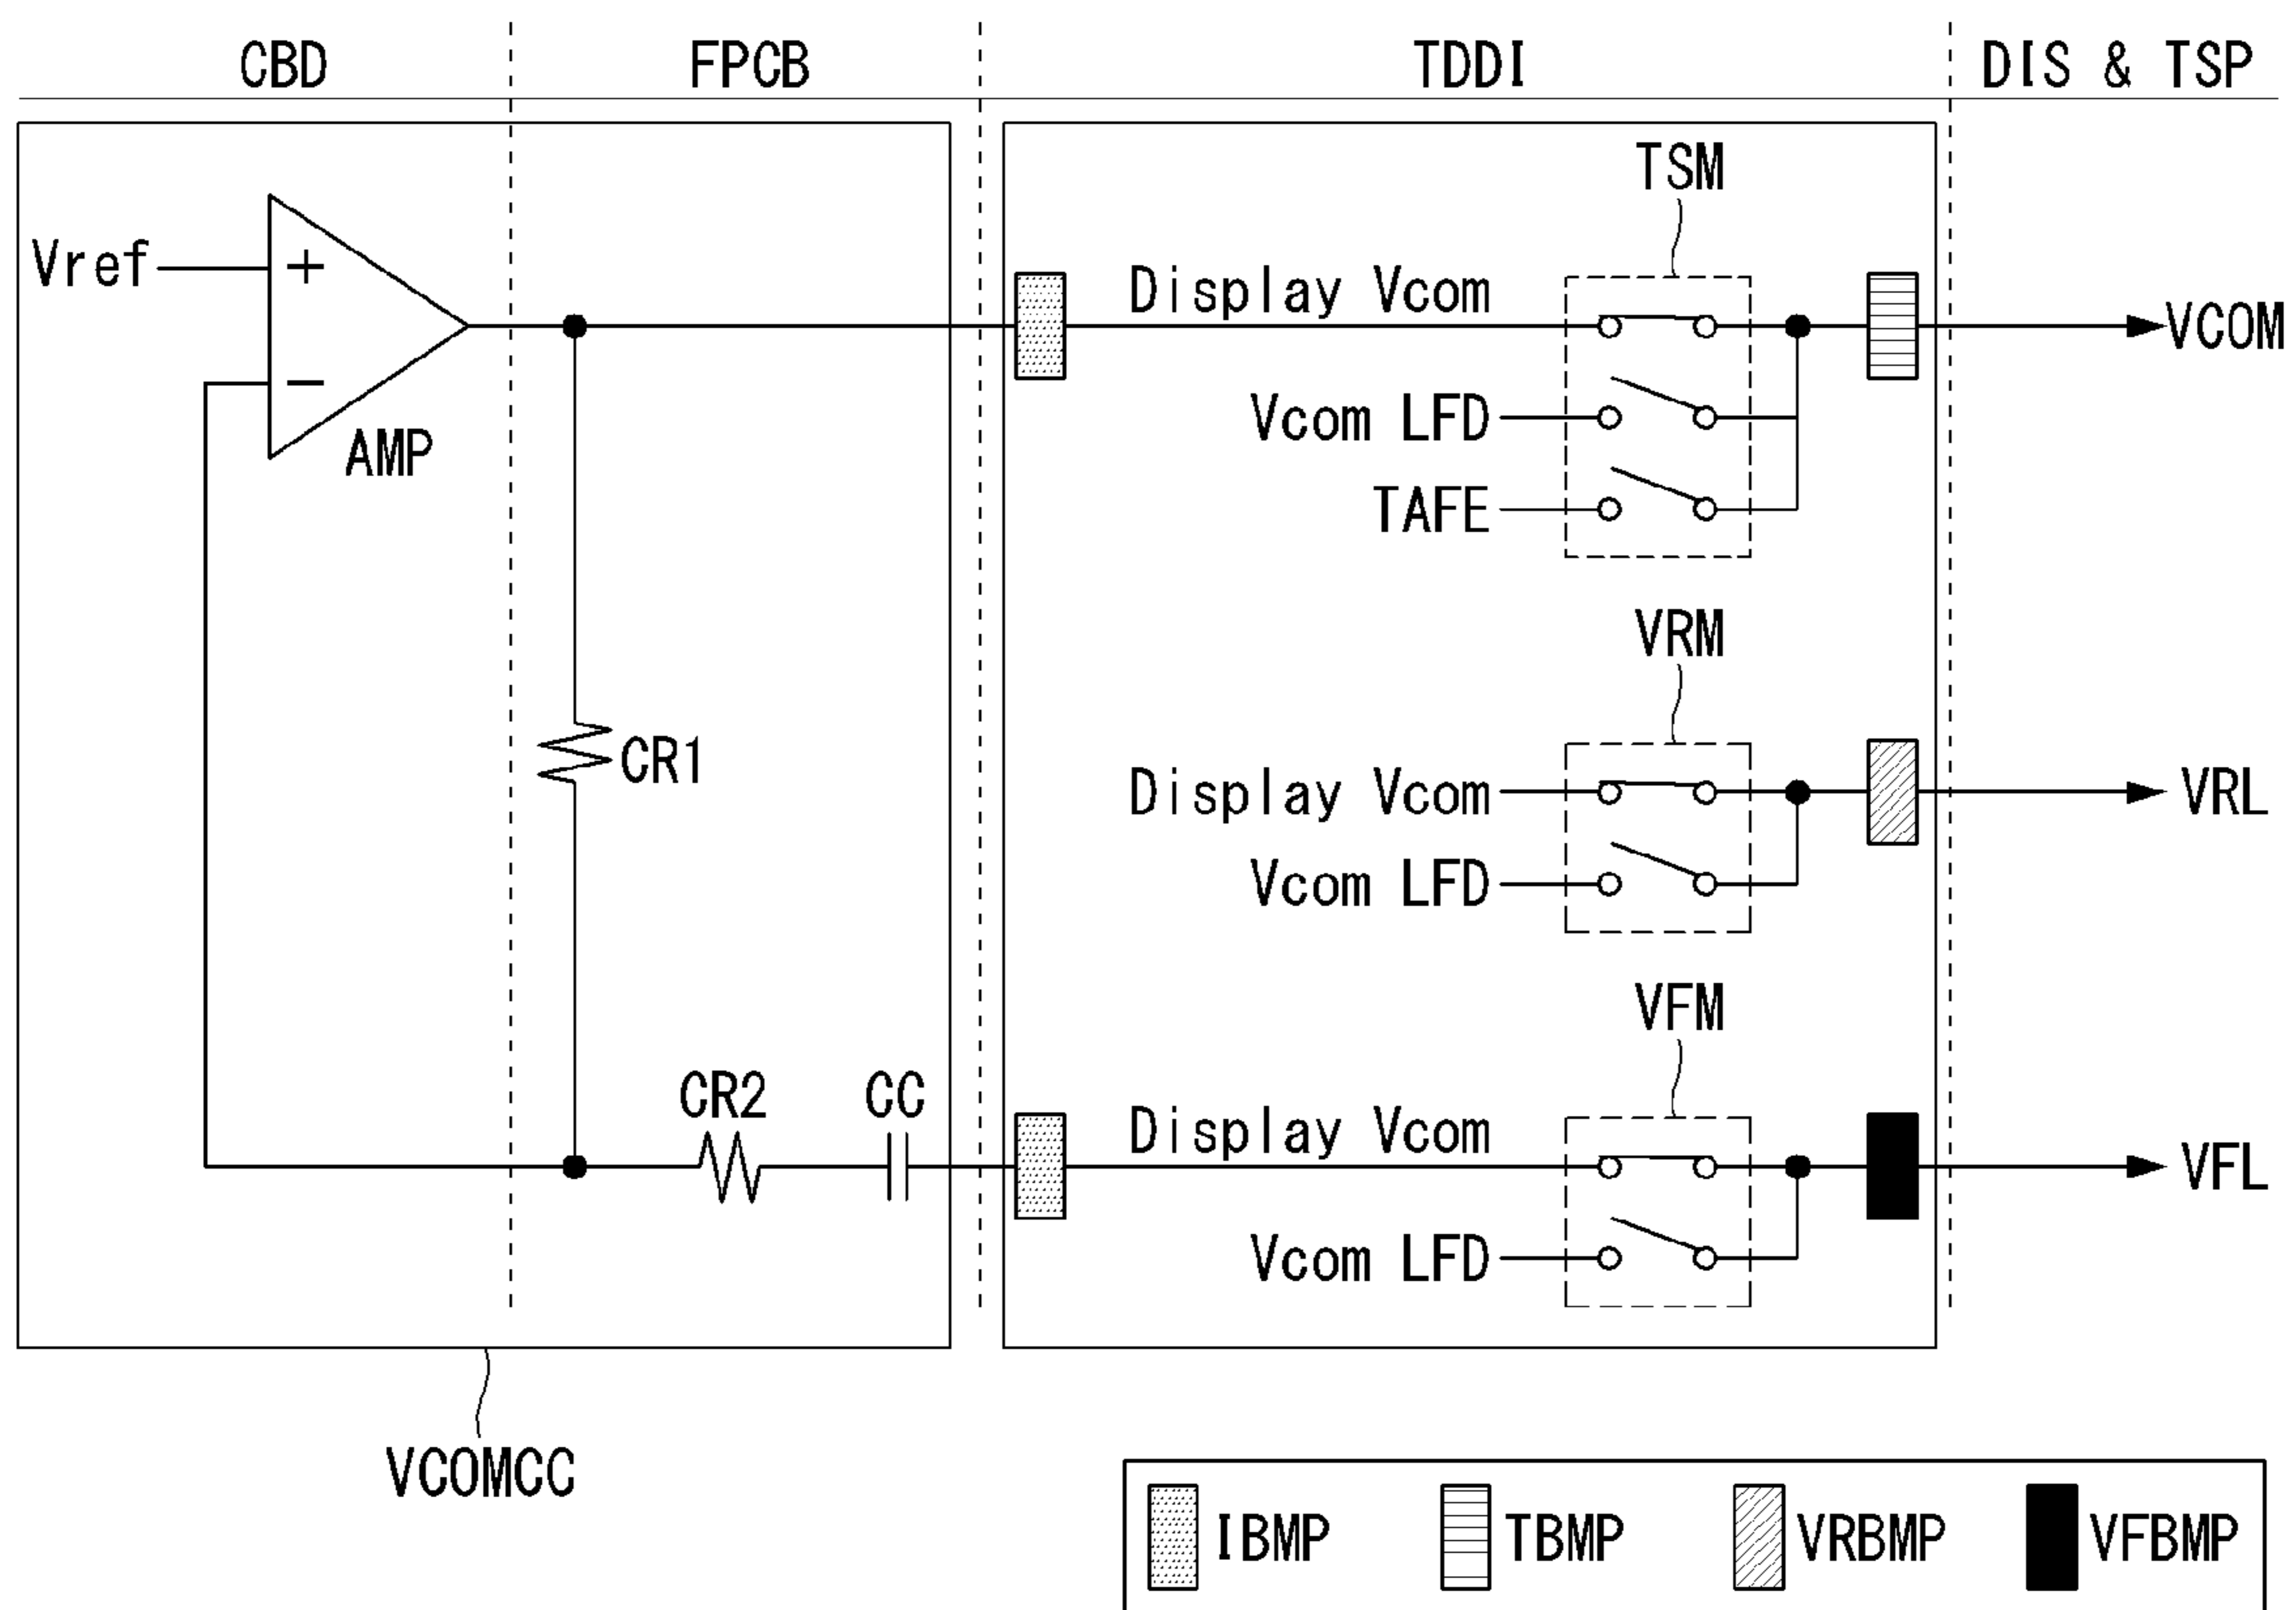 CBD FPCB TDDI DIS & TSP
TSM
Vref + Display Vcom VCOM
−
AMP Vcom LFD
TAFE
VRM
CR1 Display Vcom VRL
Vcom LFD
VFM
CR2 CC Display Vcom VFL
Vcom LFD
VCOMCC
IBMP TBMP VRBMP VFBMP